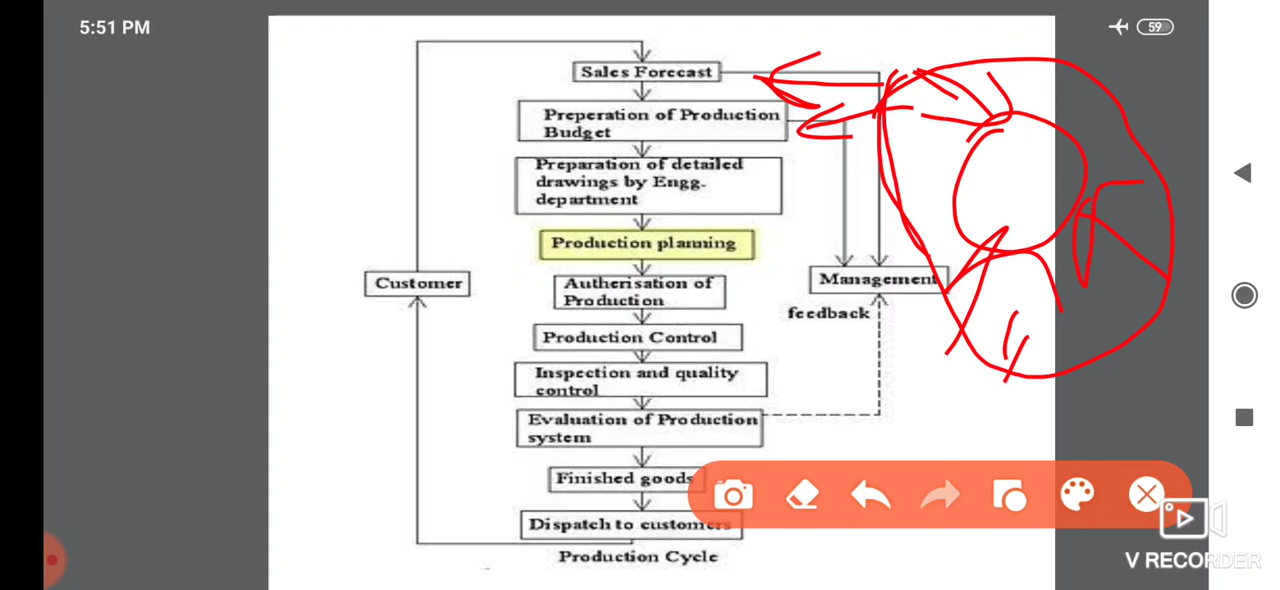 5:51 PM
59
Sales Forecast
Preperation of Production
Budget
Preparation of detailed
drawings by Engg.
department
Production planning
Customer
Autherisation of
Production
Management
feedback
Production Control
Inspection and quality
control
Evaluation of Production
system
Finished goods
Dispatch to customers
Production Cycle
V RECORDER